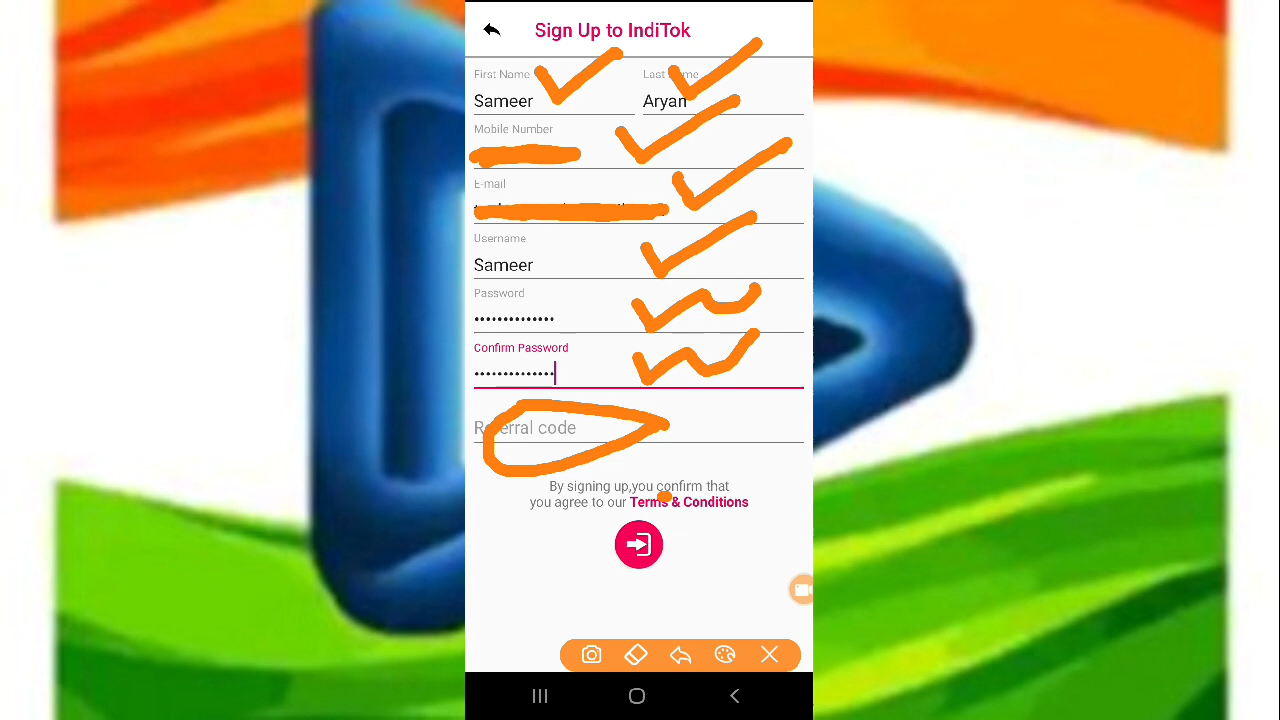 Sign Up to IndiTok
First Name
Last Name
Sameer
Aryan
Mobile Number
E-mail
Username
Sameer
Password
••••••••••••••
Confirm Password
••••••••••••••
Referral code
By signing up,you confirm that
you agree to our Terms & Conditions